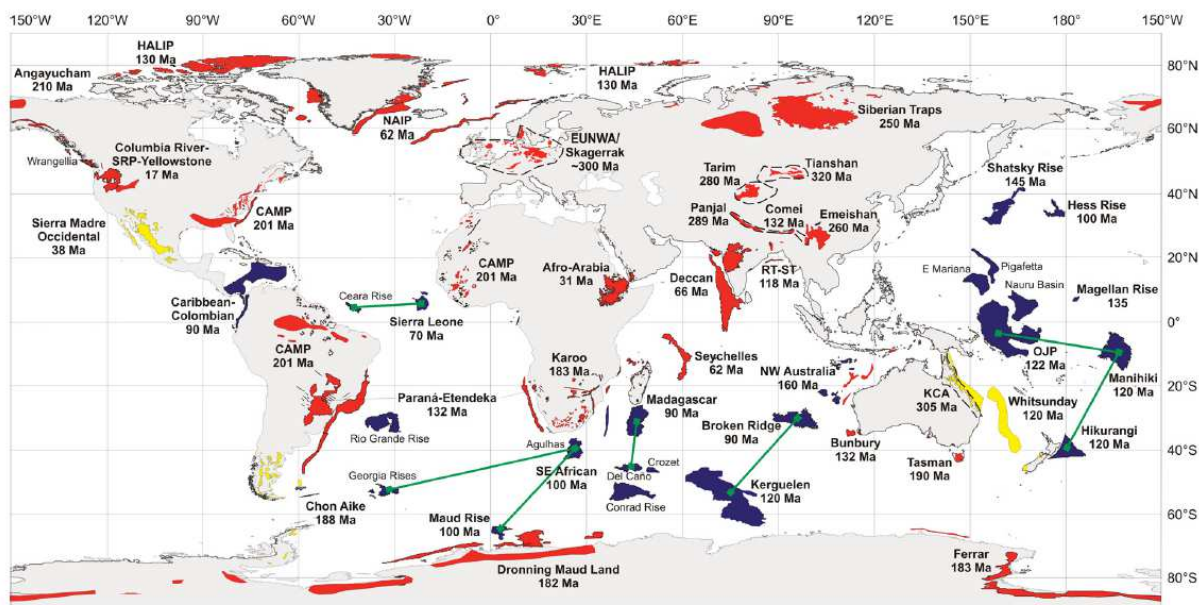 150°W 120°W 90°W 60°W 30°W 0°E 30°E 60°E 90°E 120°E 150°E 180°E 150°W
80°N
60°N
40°N
20°N
0°
20°S
40°S
60°S
80°S
HALIP
130 Ma
Angayucham
210 Ma
NAIP
62 Ma
HALIP
130 Ma
Siberian Traps
250 Ma
Wrangellia
Columbia River-
SRP-Yellowstone
17 Ma
EUNWA/
Skagerrak
~300 Ma
Tarim
280 Ma
Tianshan
320 Ma
Shatsky Rise
145 Ma
Hess Rise
100 Ma
Sierra Madre
Occidental
38 Ma
CAMP
201 Ma
Panjal
289 Ma
Comei
132 Ma
Emeishan
260 Ma
CAMP
201 Ma
Afro-Arabia
31 Ma
Deccan
66 Ma
RT-ST
118 Ma
E Mariana
Pigafetta
Nauru Basin
Magellan Rise
135
Caribbean-
Colombian
90 Ma
Ceara Rise
Sierra Leone
70 Ma
CAMP
201 Ma
Karoo
183 Ma
Seychelles
62 Ma
NW Australia
160 Ma
OJP
122 Ma
Manihiki
120 Ma
Paraná-Etendeka
132 Ma
Rio Grande Rise
Madagascar
90 Ma
Broken Ridge
90 Ma
KCA
305 Ma
Whitsunday
120 Ma
Hikurangi
120 Ma
Agulhas
SE African
100 Ma
Crozet
Del Caño
Conrad Rise
Bunbury
132 Ma
Tasman
190 Ma
Georgia Rises
Kerguelen
120 Ma
Chon Aike
188 Ma
Maud Rise
100 Ma
Dronning Maud Land
182 Ma
Ferrar
183 Ma